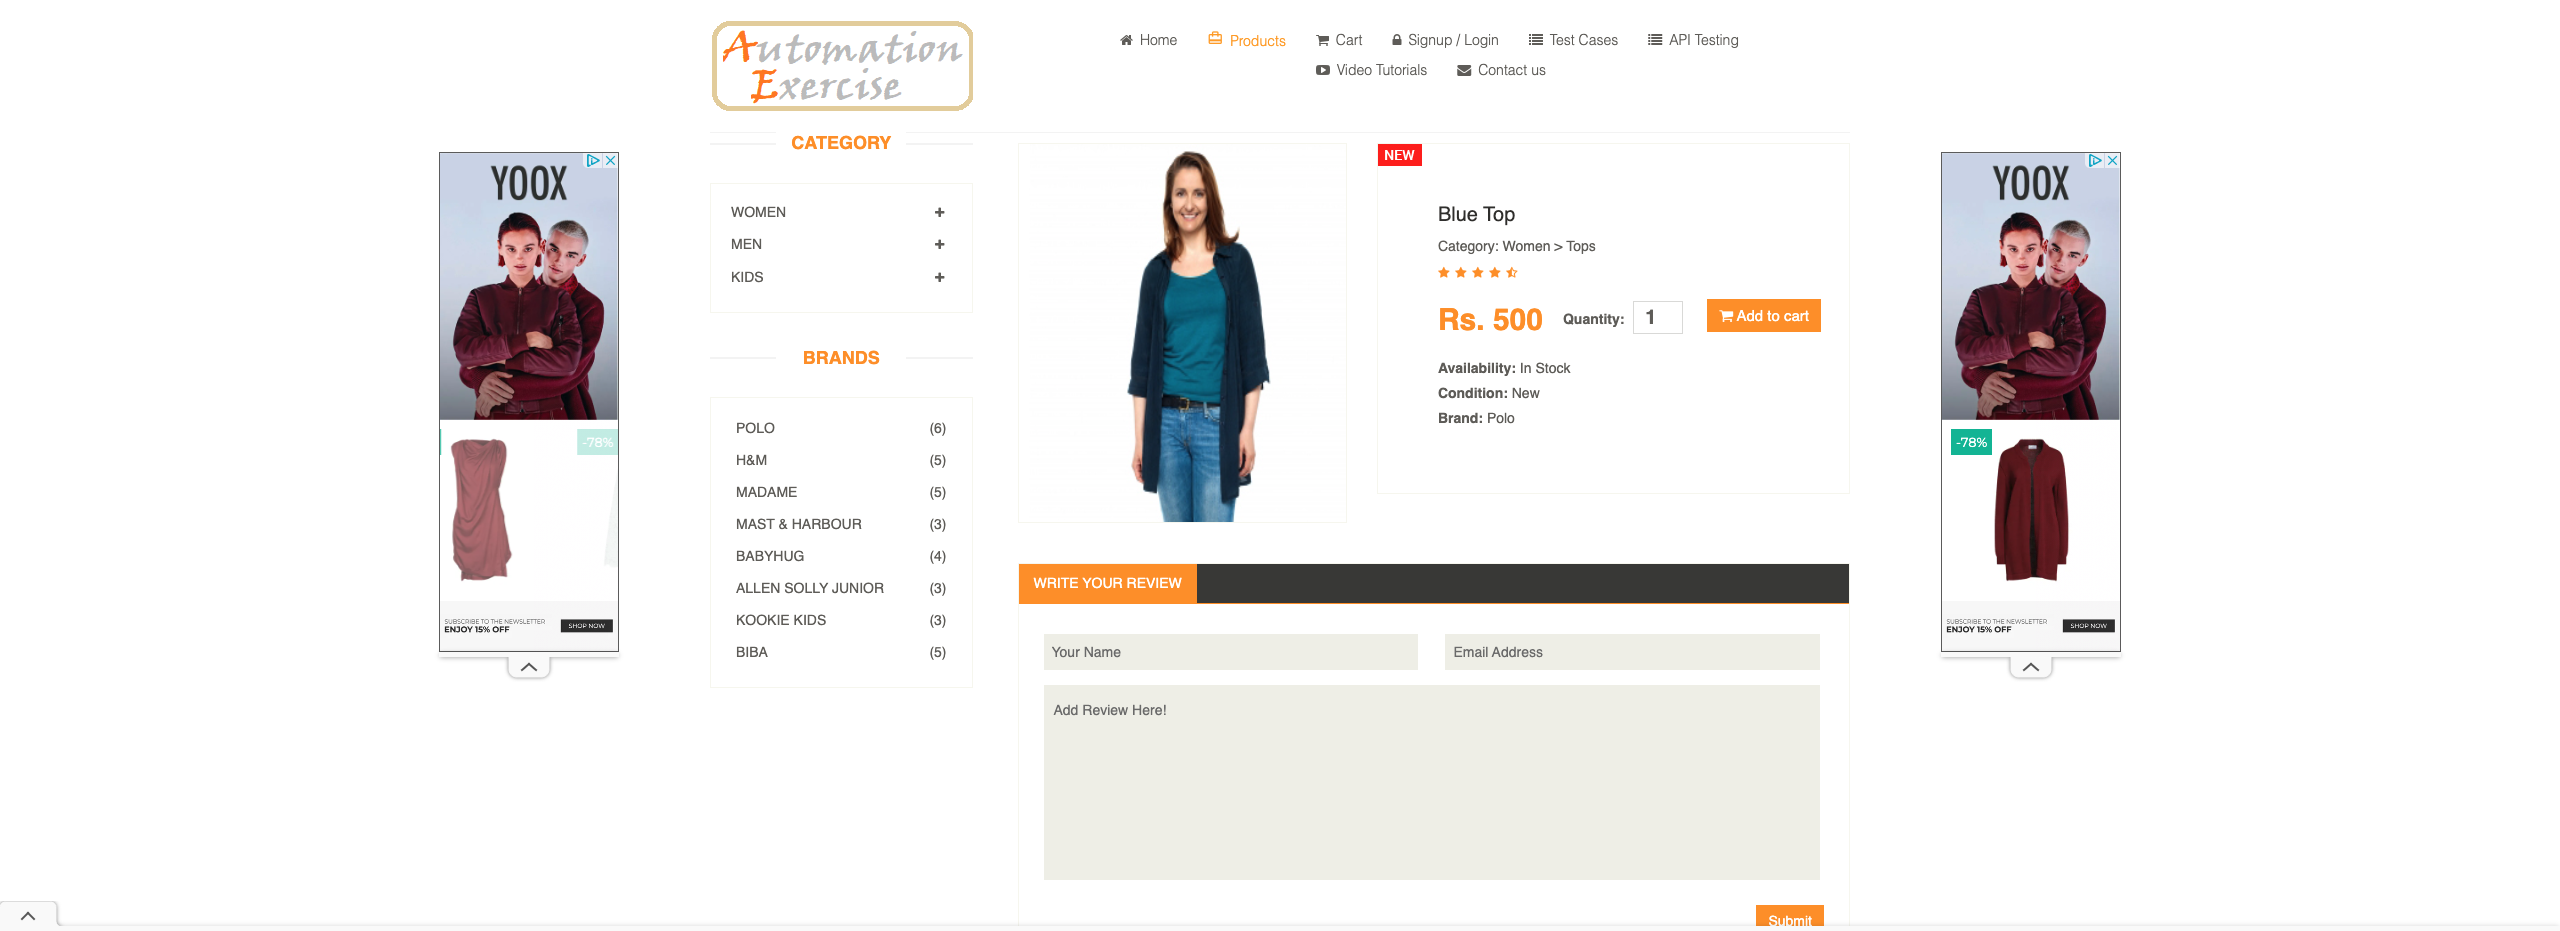 Automation
Exercise
Home
Products
Cart
Signup / Login
Test Cases
API Testing
Video Tutorials
Contact us
CATEGORY
WOMEN
MEN
KIDS
BRANDS
POLO (6)
H&M (5)
MADAME (5)
MAST & HARBOUR (3)
BABYHUG (4)
ALLEN SOLLY JUNIOR (3)
KOOKIE KIDS (3)
BIBA (5)
NEW
Blue Top
Category: Women > Tops
Rs. 500 Quantity: 1 Add to cart
Availability: In Stock
Condition: New
Brand: Polo
WRITE YOUR REVIEW
Your Name
Email Address
Add Review Here!
Submit
YOOX
-78%
SUBSCRIBE TO THE NEWSLETTER
ENJOY 15% OFF
SHOP NOW
YOOX
-78%
SUBSCRIBE TO THE NEWSLETTER
ENJOY 15% OFF
SHOP NOW